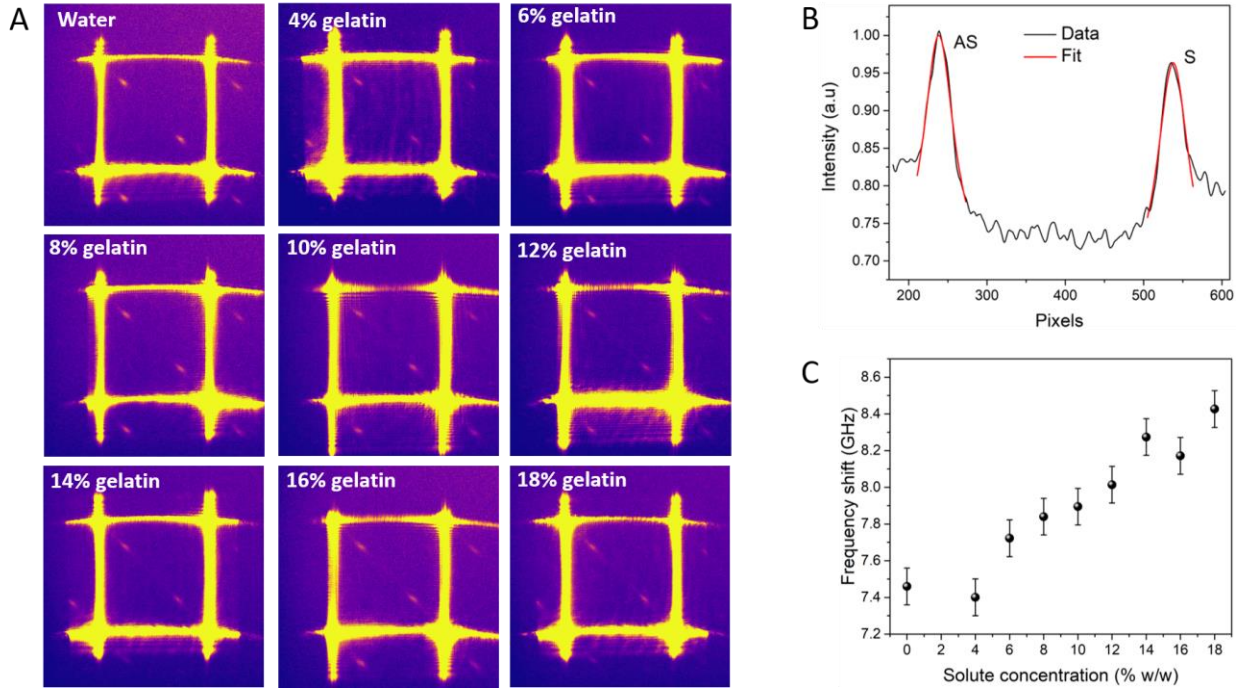 A
Water
4% gelatin
6% gelatin
8% gelatin
10% gelatin
12% gelatin
14% gelatin
16% gelatin
18% gelatin
B
1.00
0.95
0.90
0.85
0.80
0.75
0.70
Intensity (a.u)
AS
Data
Fit
S
200 300 400 500 600
Pixels
C
8.6
8.4
8.2
8.0
7.8
7.6
7.4
7.2
Frequency shift (GHz)
0 2 4 6 8 10 12 14 16 18
Solute concentration (% w/w)